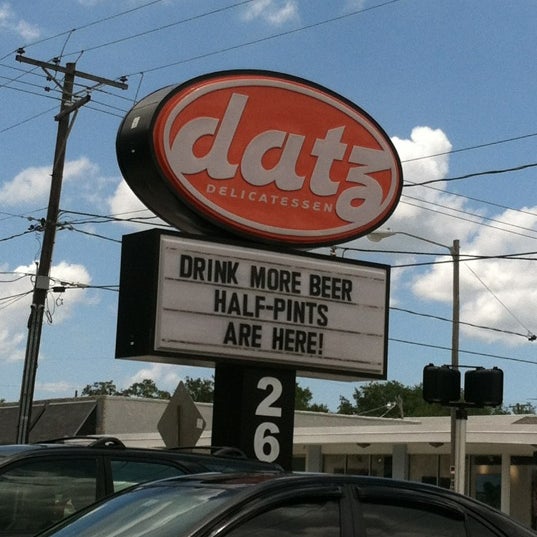 datz
DELICATESSEN
DRINK MORE BEER
HALF-PINTS
ARE HERE!
2
6